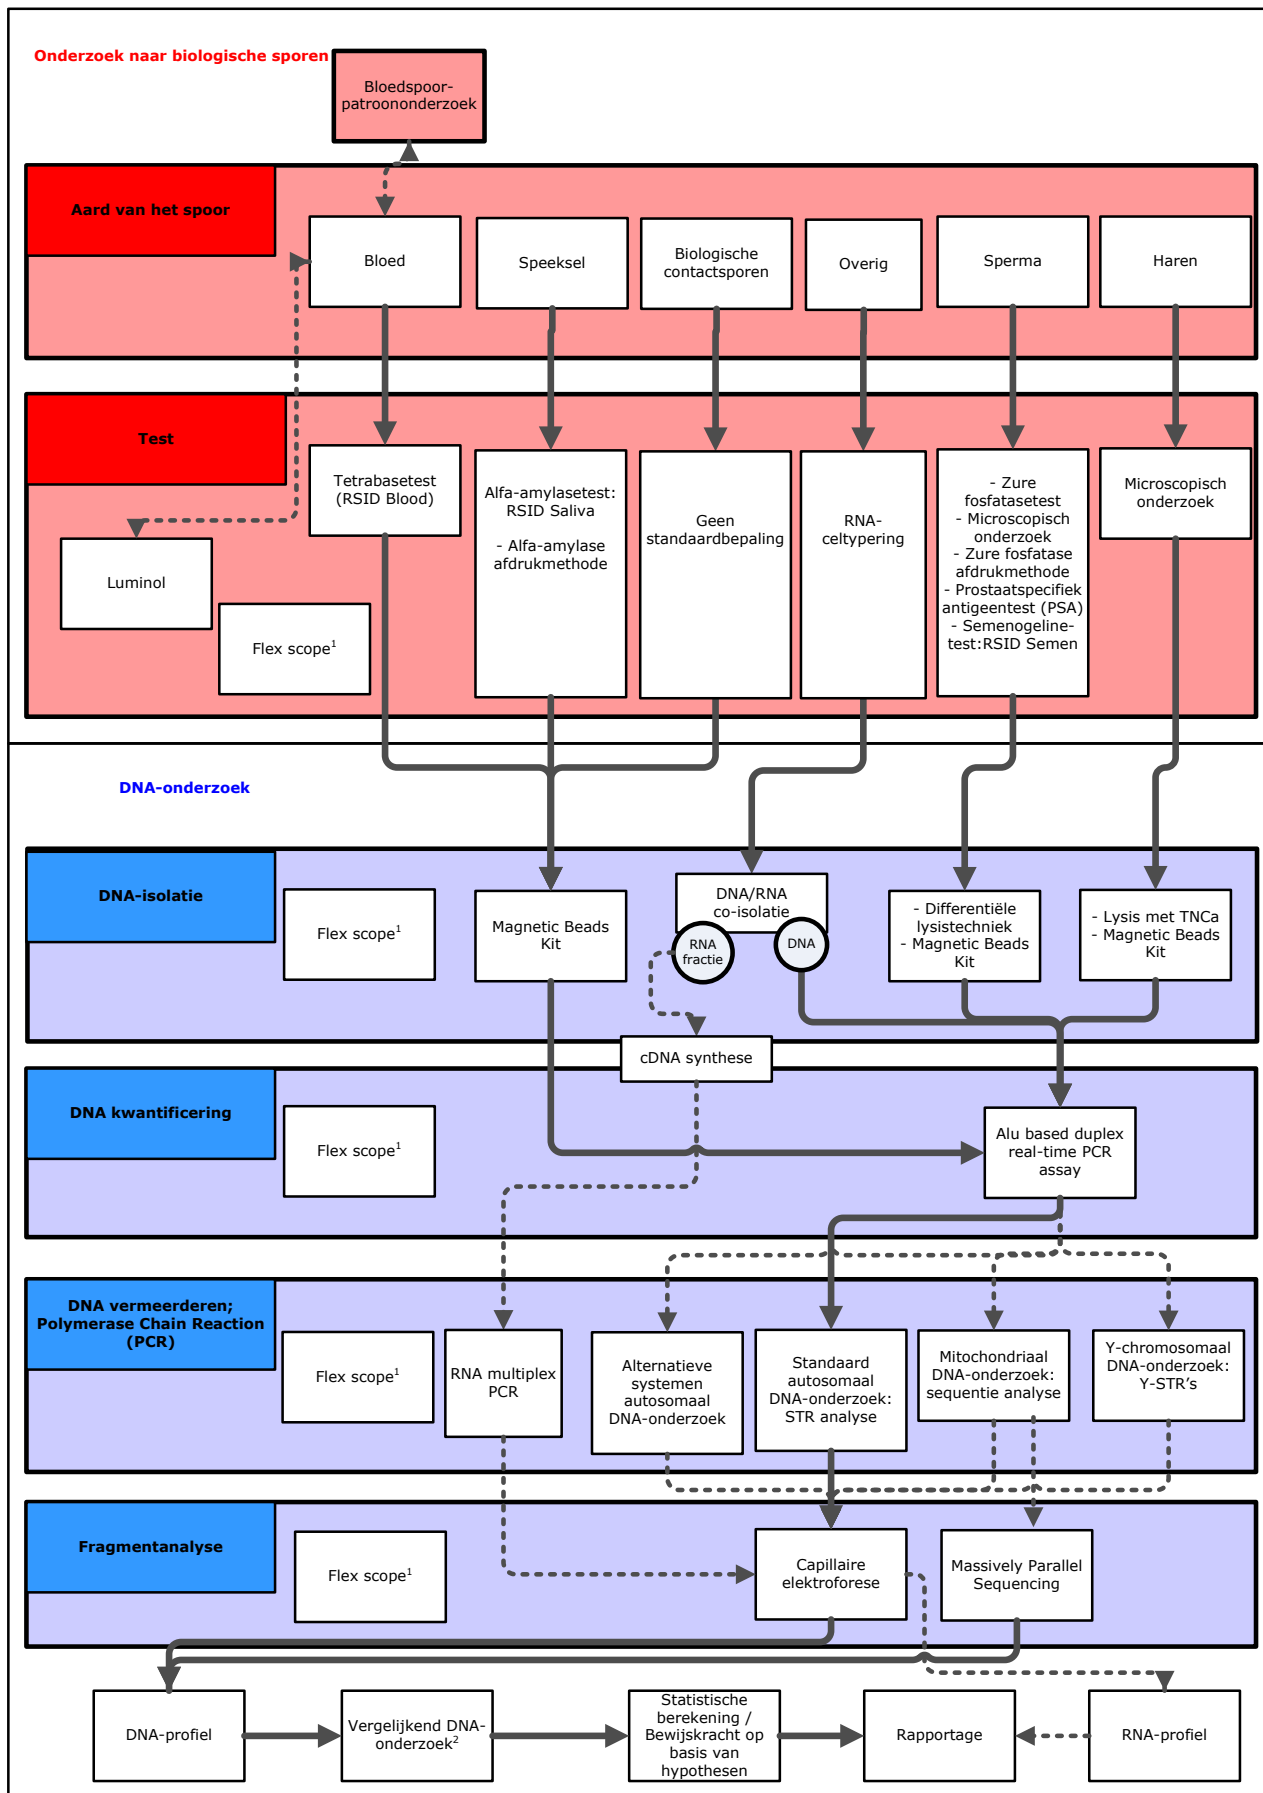 Onderzoek naar biologische sporen
Bloedspoor-
patroononderzoek
Aard van het spoor
Bloed
Speeksel
Biologische
contactsporen
Overig
Sperma
Haren
Test
Tetrabasetest
(RSID Blood)
Alfa-amylasetest:
RSID Saliva
- Alfa-amylase
afdrukmethode
Geen
standaardbepaling
RNA-
celtypering
- Zure
fosfatasetest
- Microscopisch
onderzoek
- Zure fosfatase
afdrukmethode
- Prostaatspecifiek
antigeentest (PSA)
- Semenogeline-
test:RSID Semen
Microscopisch
onderzoek
Luminol
Flex scope¹
DNA-onderzoek
DNA-isolatie
Flex scope¹
Magnetic Beads
Kit
DNA/RNA
co-isolatie
RNA
fractie
DNA
- Differentiële
lysistechniek
- Magnetic Beads
Kit
- Lysis met TNCa
- Magnetic Beads
Kit
cDNA synthese
DNA kwantificering
Flex scope¹
Alu based duplex
real-time PCR
assay
DNA vermeerderen;
Polymerase Chain Reaction
(PCR)
Flex scope¹
RNA multiplex
PCR
Alternatieve
systemen
autosomaal
DNA-onderzoek
Standaard
autosomaal
DNA-onderzoek:
STR analyse
Mitochondriaal
DNA-onderzoek:
sequentie analyse
Y-chromosomaal
DNA-onderzoek:
Y-STR’s
Fragmentanalyse
Flex scope¹
Capillaire
elektroforese
Massively Parallel
Sequencing
DNA-profiel
Vergelijkend DNA-
onderzoek²
Statistische
berekening /
Bewijskracht op
basis van
hypothesen
Rapportage
RNA-profiel